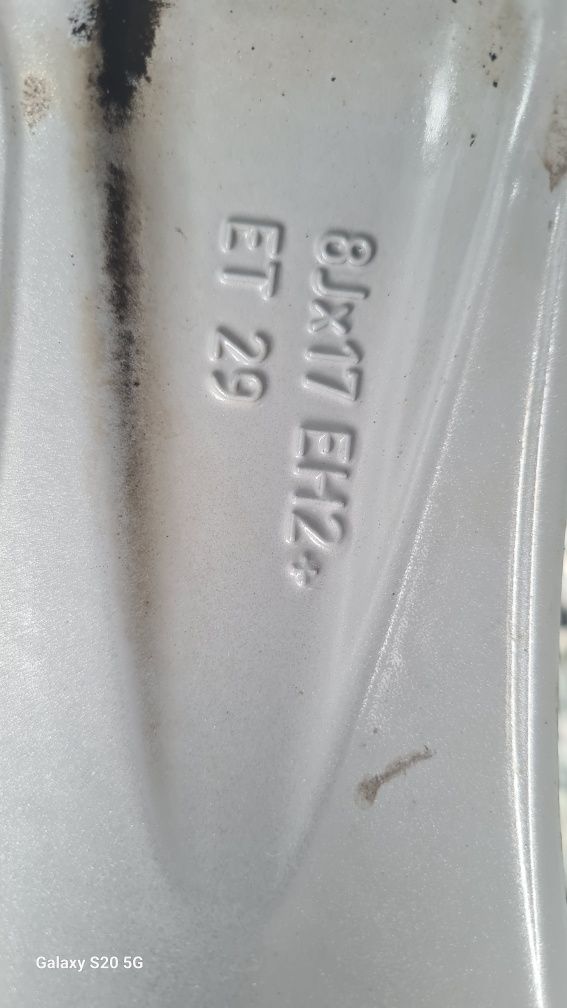 8Jx17 EH2+
ET 29
Galaxy S20 5G